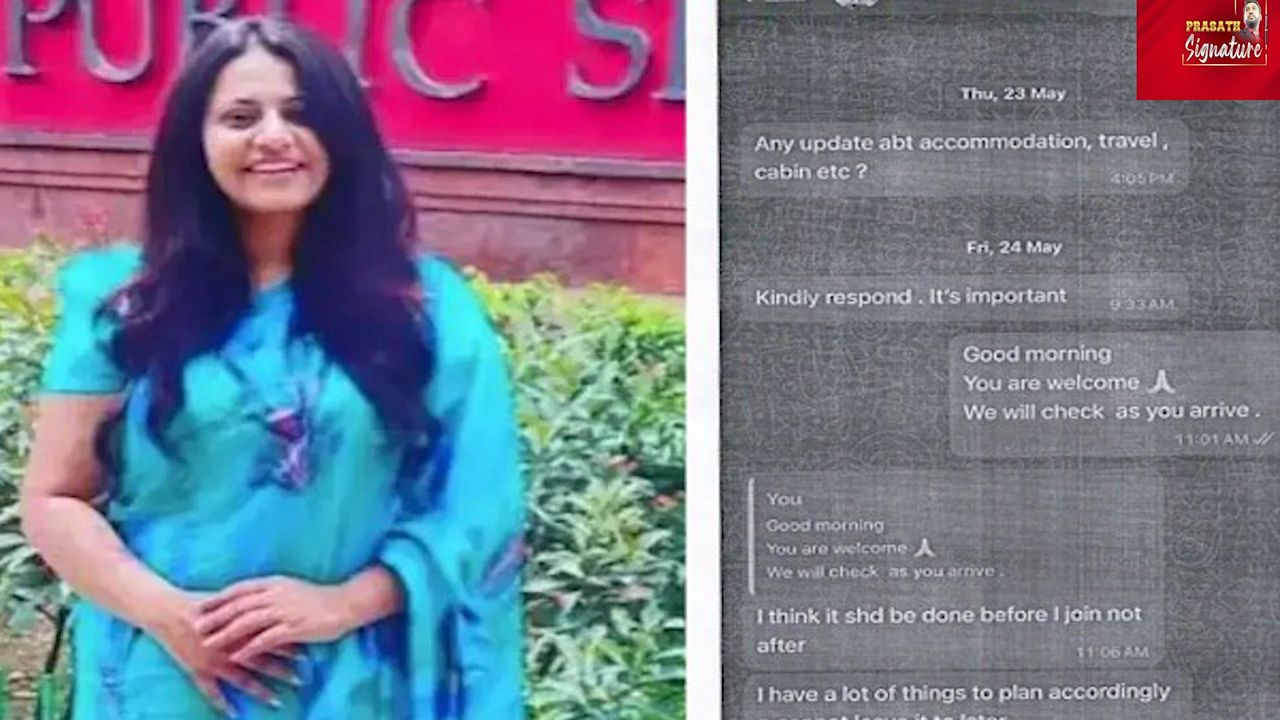 PUBLIC SE
PRASATH
Signature
Thu, 23 May
Any update abt accommodation, travel ,
cabin etc ?
4:05 PM
Fri, 24 May
Kindly respond . It's important
9:33 AM
Good morning
You are welcome 🙏
We will check as you arrive .
11:01 AM
You
Good morning
You are welcome 🙏
We will check as you arrive .
I think it shd be done before I join not
after
11:06 AM
I have a lot of things to plan accordingly